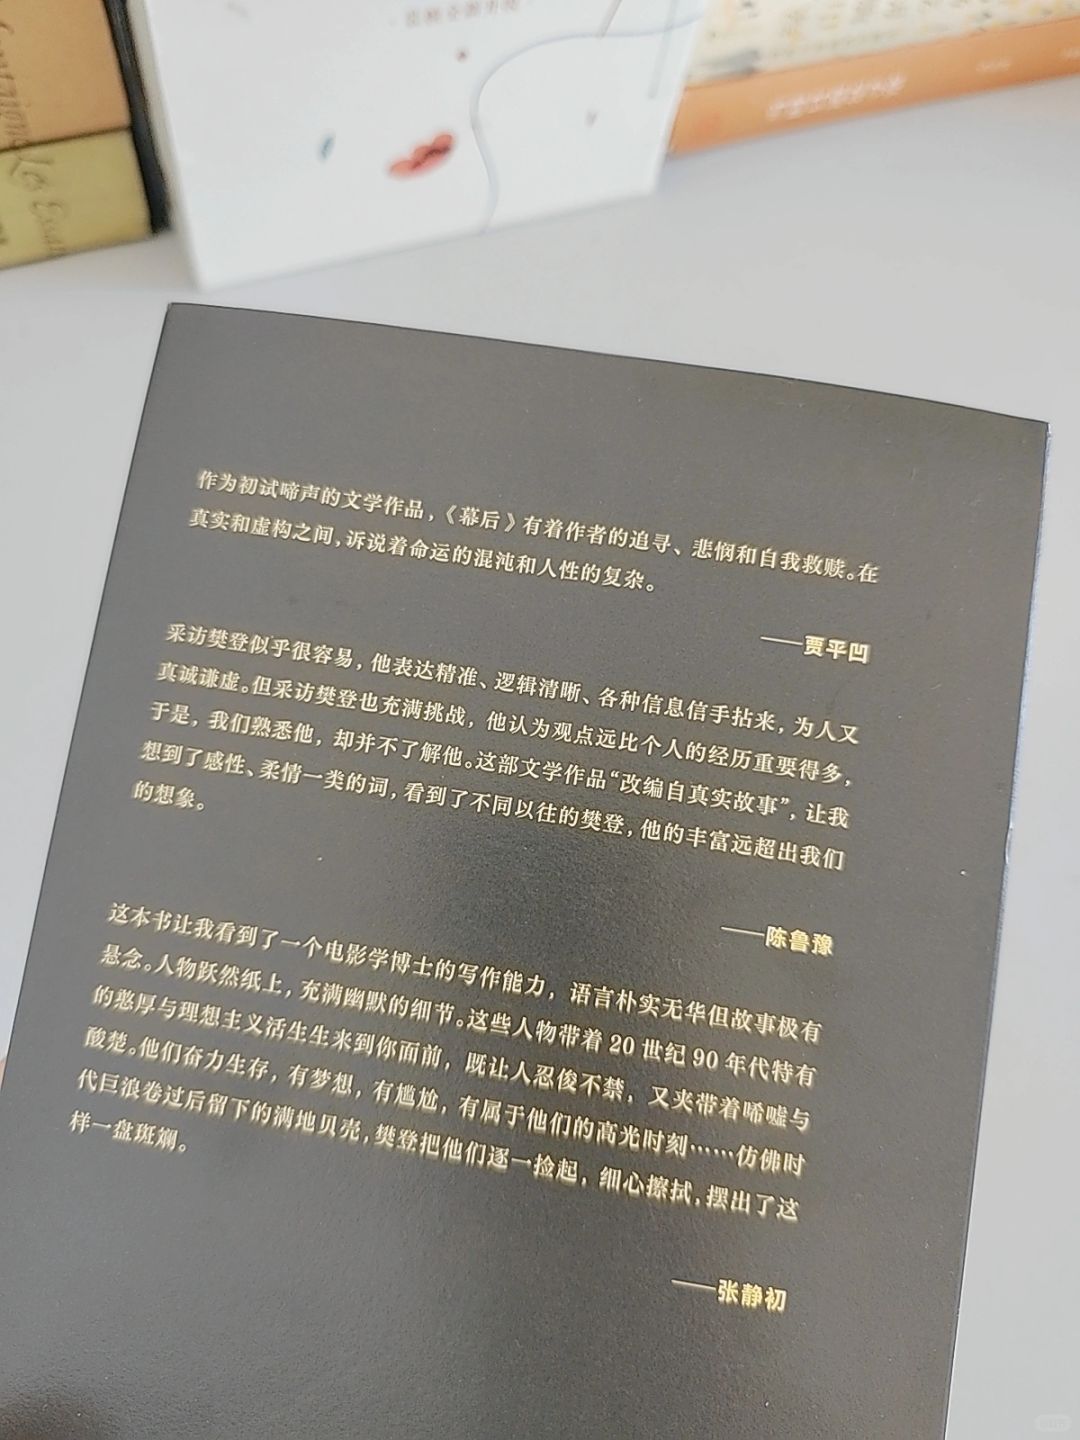 Les Essais
作为初试啼声的文学作品，《幕后》有着作者的追寻、悲悯和自我救赎。在
真实和虚构之间，诉说着命运的混沌和人性的复杂。
——贾平凹
采访樊登似乎很容易，他表达精准、逻辑清晰、各种信息信手拈来，为人又
真诚谦虚。但采访樊登也充满挑战，他认为观点远比个人的经历重要得多，
于是，我们熟悉他，却并不了解他。这部文学作品“改编自真实故事”，让我
想到了感性、柔情一类的词，看到了不同以往的樊登，他的丰富远超出我们
的想象。
——陈鲁豫
这本书让我看到了一个电影学博士的写作能力，语言朴实无华但故事极有
悬念。人物跃然纸上，充满幽默的细节。这些人物带着20世纪90年代特有
的憨厚与理想主义活生生来到你面前，既让人忍俊不禁，又夹带着唏嘘与
酸楚。他们奋力生存，有梦想，有尴尬，有属于他们的高光时刻……仿佛时
代巨浪卷过后留下的满地贝壳，樊登把他们逐一捡起，细心擦拭，摆出了这
样一盘斑斓。
——张静初